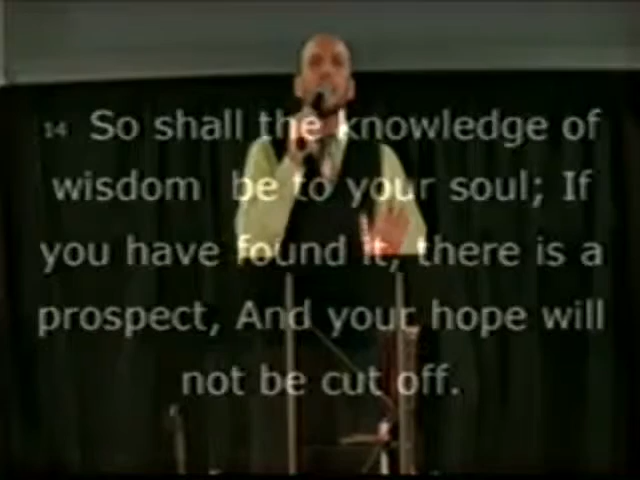 14 So shall the knowledge of
wisdom be to your soul; If
you have found it, there is a
prospect, And your hope will
not be cut off.